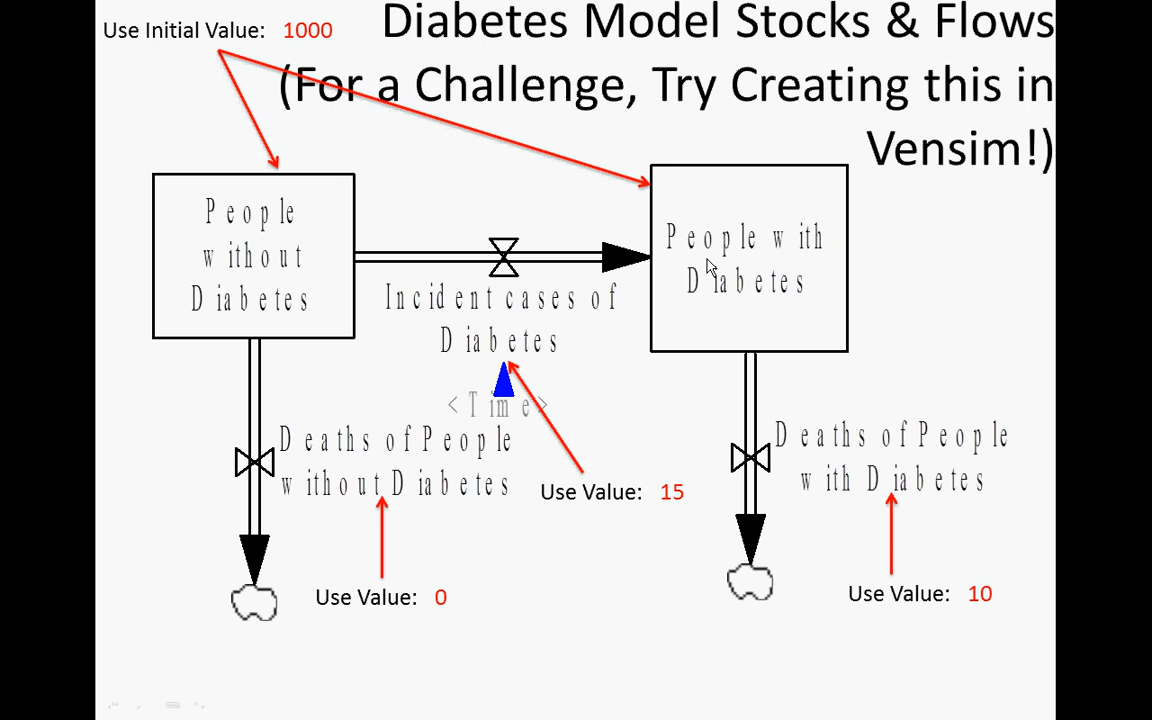 Use Initial Value: 1000
Diabetes Model Stocks & Flows
(For a Challenge, Try Creating this in
Vensim!)
People
without
Diabetes
People with
Diabetes
Incident cases of
Diabetes
<Time>
Deaths of People
without Diabetes
Use Value: 15
Deaths of People
with Diabetes
Use Value: 0
Use Value: 10